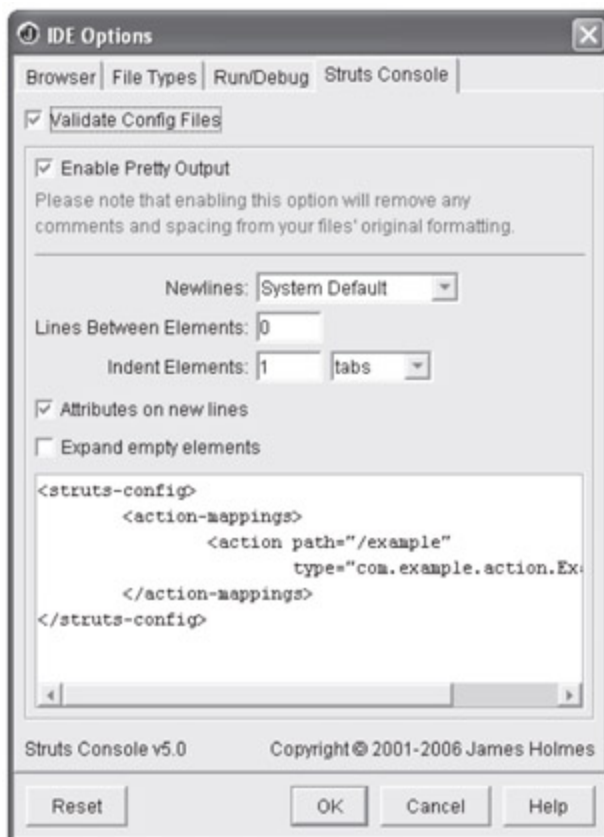 IDE Options
Browser File Types Run/Debug Struts Console
Validate Config Files
Enable Pretty Output
Please note that enabling this option will remove any
comments and spacing from your files' original formatting.
Newlines: System Default
Lines Between Elements: 0
Indent Elements: 1 tabs
Attributes on new lines
Expand empty elements
<struts-config>
<action-mappings>
<action path="/example"
type="com.example.action.Ex
</action-mappings>
</struts-config>
Struts Console v5.0 Copyright © 2001-2006 James Holmes
Reset OK Cancel Help